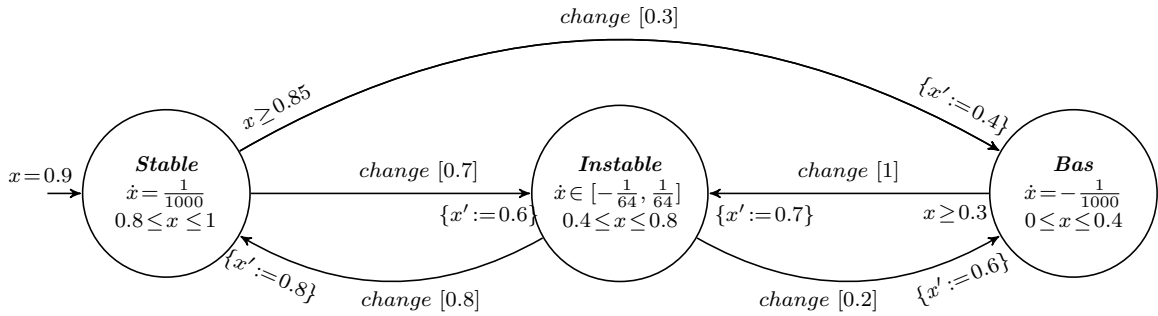 change [0.3]
x≥0.85
{x′:=0.4}
x=0.9
Stable
ẋ=1/1000
0.8≤x≤1
change [0.7]
{x′:=0.6}
Instable
ẋ∈[−1/64, 1/64]
0.4≤x≤0.8
change [1]
{x′:=0.7}
x≥0.3
Bas
ẋ=−1/1000
0≤x≤0.4
{x′:=0.8}
change [0.8]
change [0.2]
{x′:=0.6}